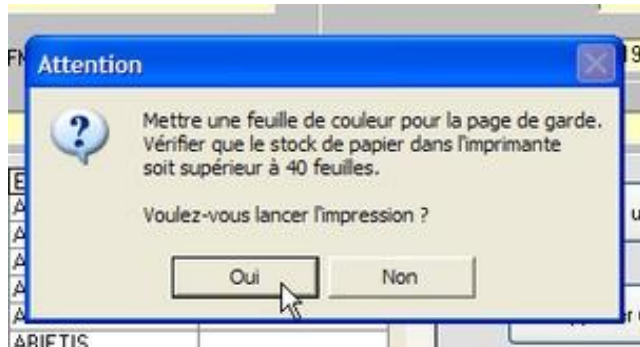 Attention
Mettre une feuille de couleur pour la page de garde.
Vérifier que le stock de papier dans l'imprimante
soit supérieur à 40 feuilles.
Voulez-vous lancer l'impression ?
Oui Non
ABIETIS